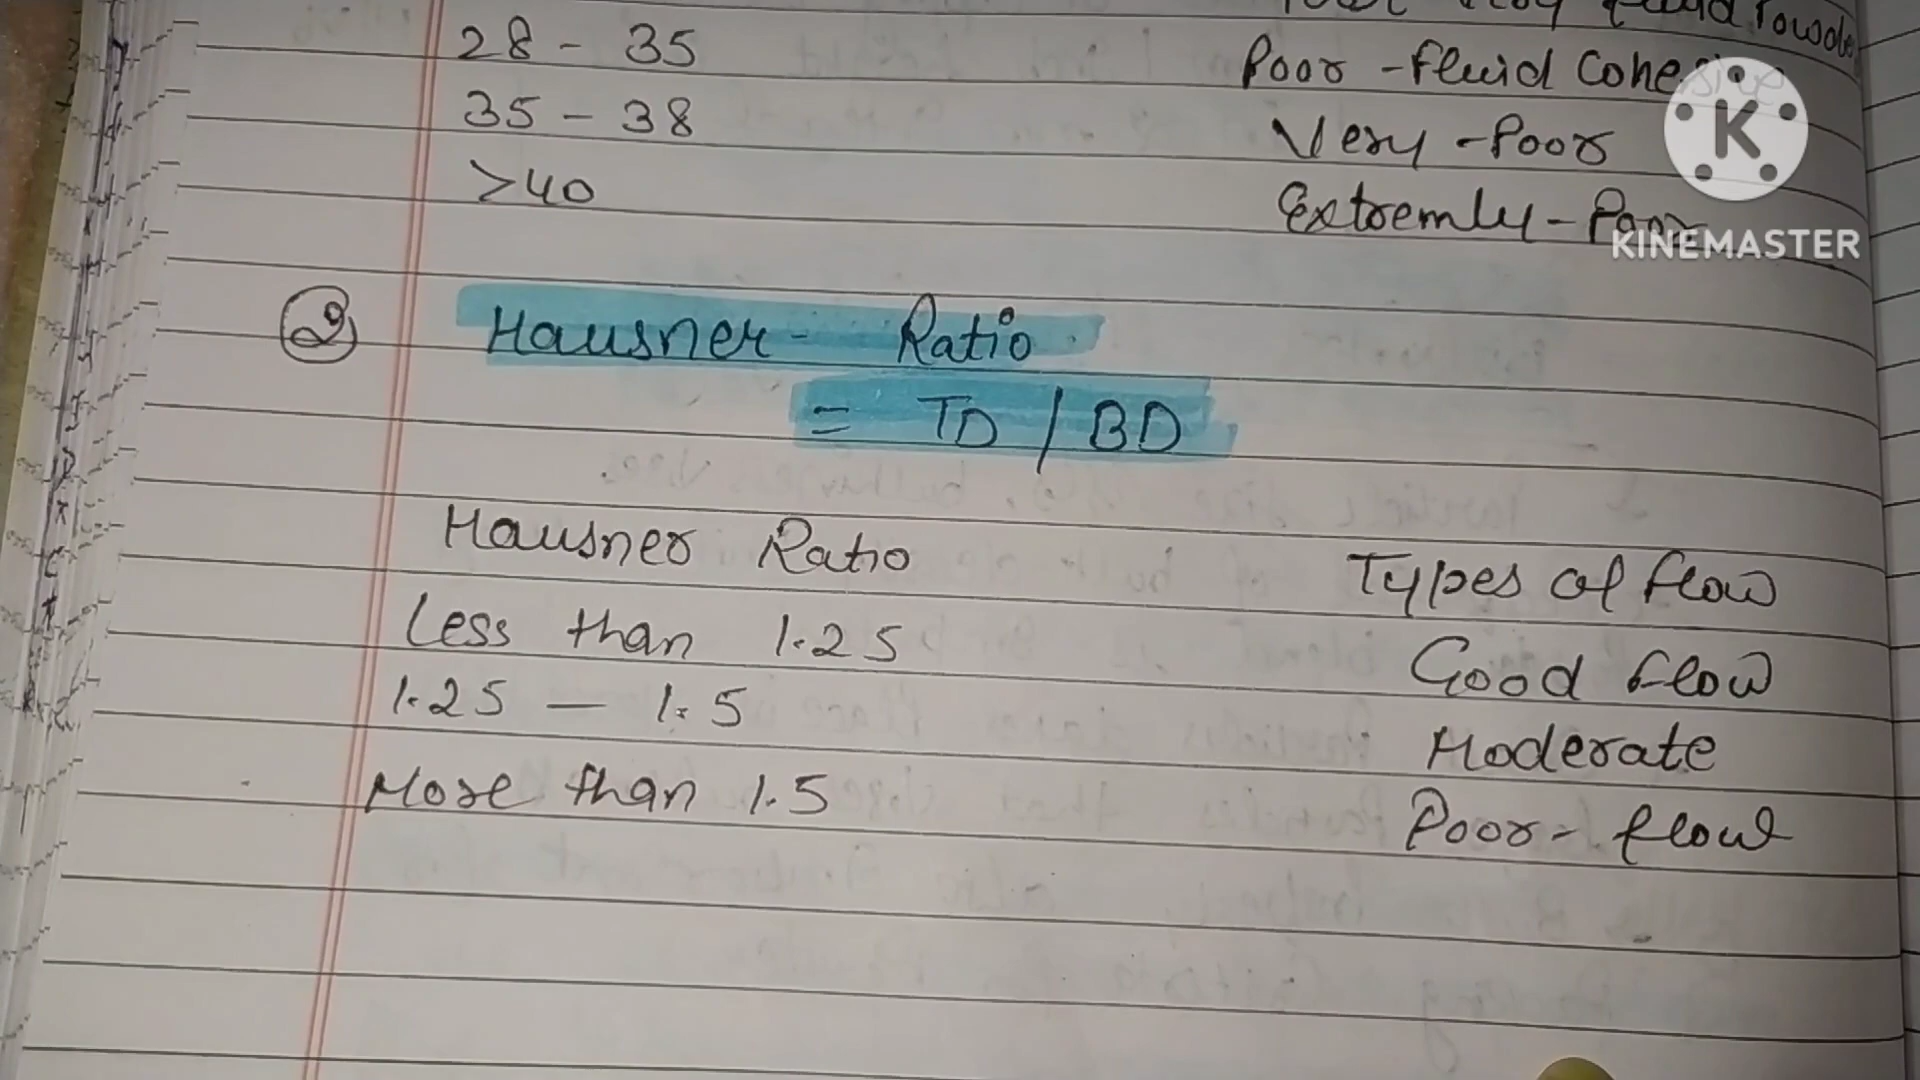 28 - 35 Poor - fluid Cohesive
35 - 38 Very - Poor
>40 Extremly - Poor
K
KINEMASTER
② Hausner - Ratio
= TD / BD
Hausner Ratio Types of flow
Less than 1.25 Good flow
1.25 — 1.5 Moderate
More than 1.5 Poor - flow